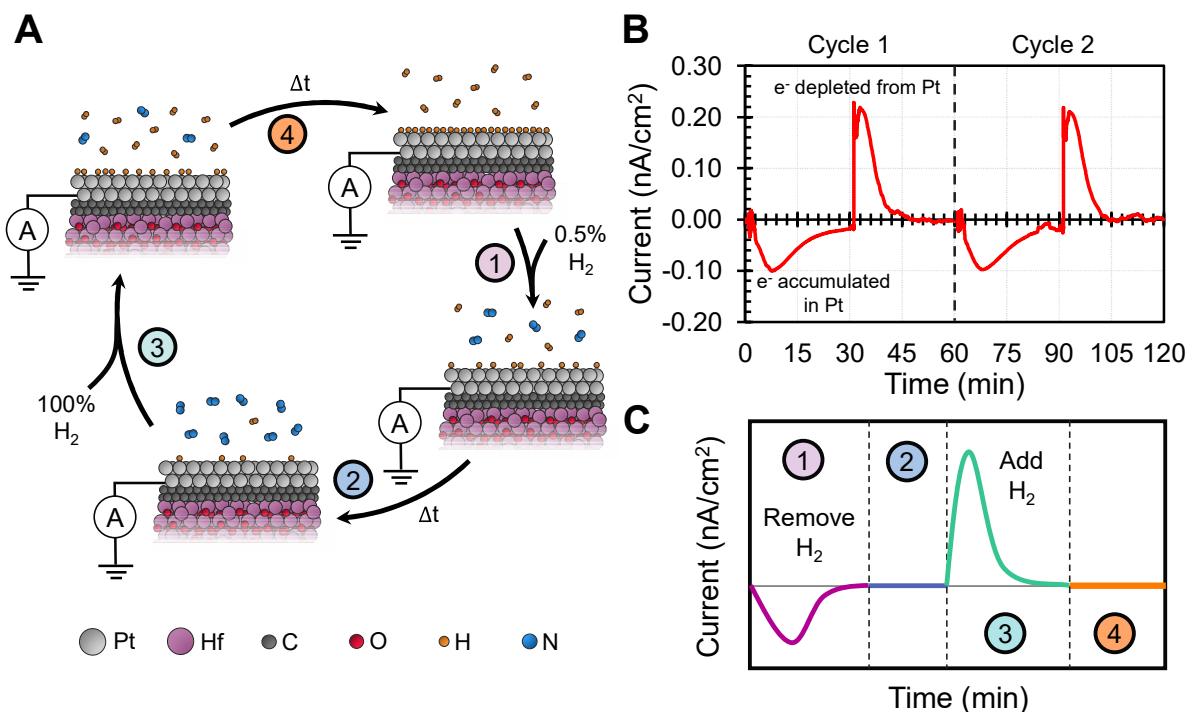 A
Δt
4
A
A
0.5%
H2
1
3
100%
H2
A
2
Δt
A
Pt
Hf
C
O
H
N
B
Cycle 1
Cycle 2
Current (nA/cm2)
0.30
0.20
0.10
0.00
-0.10
-0.20
e- depleted from Pt
e- accumulated
in Pt
0
15
30
45
60
75
90
105
120
Time (min)
C
Current (nA/cm2)
1
2
Add
H2
Remove
H2
3
4
Time (min)